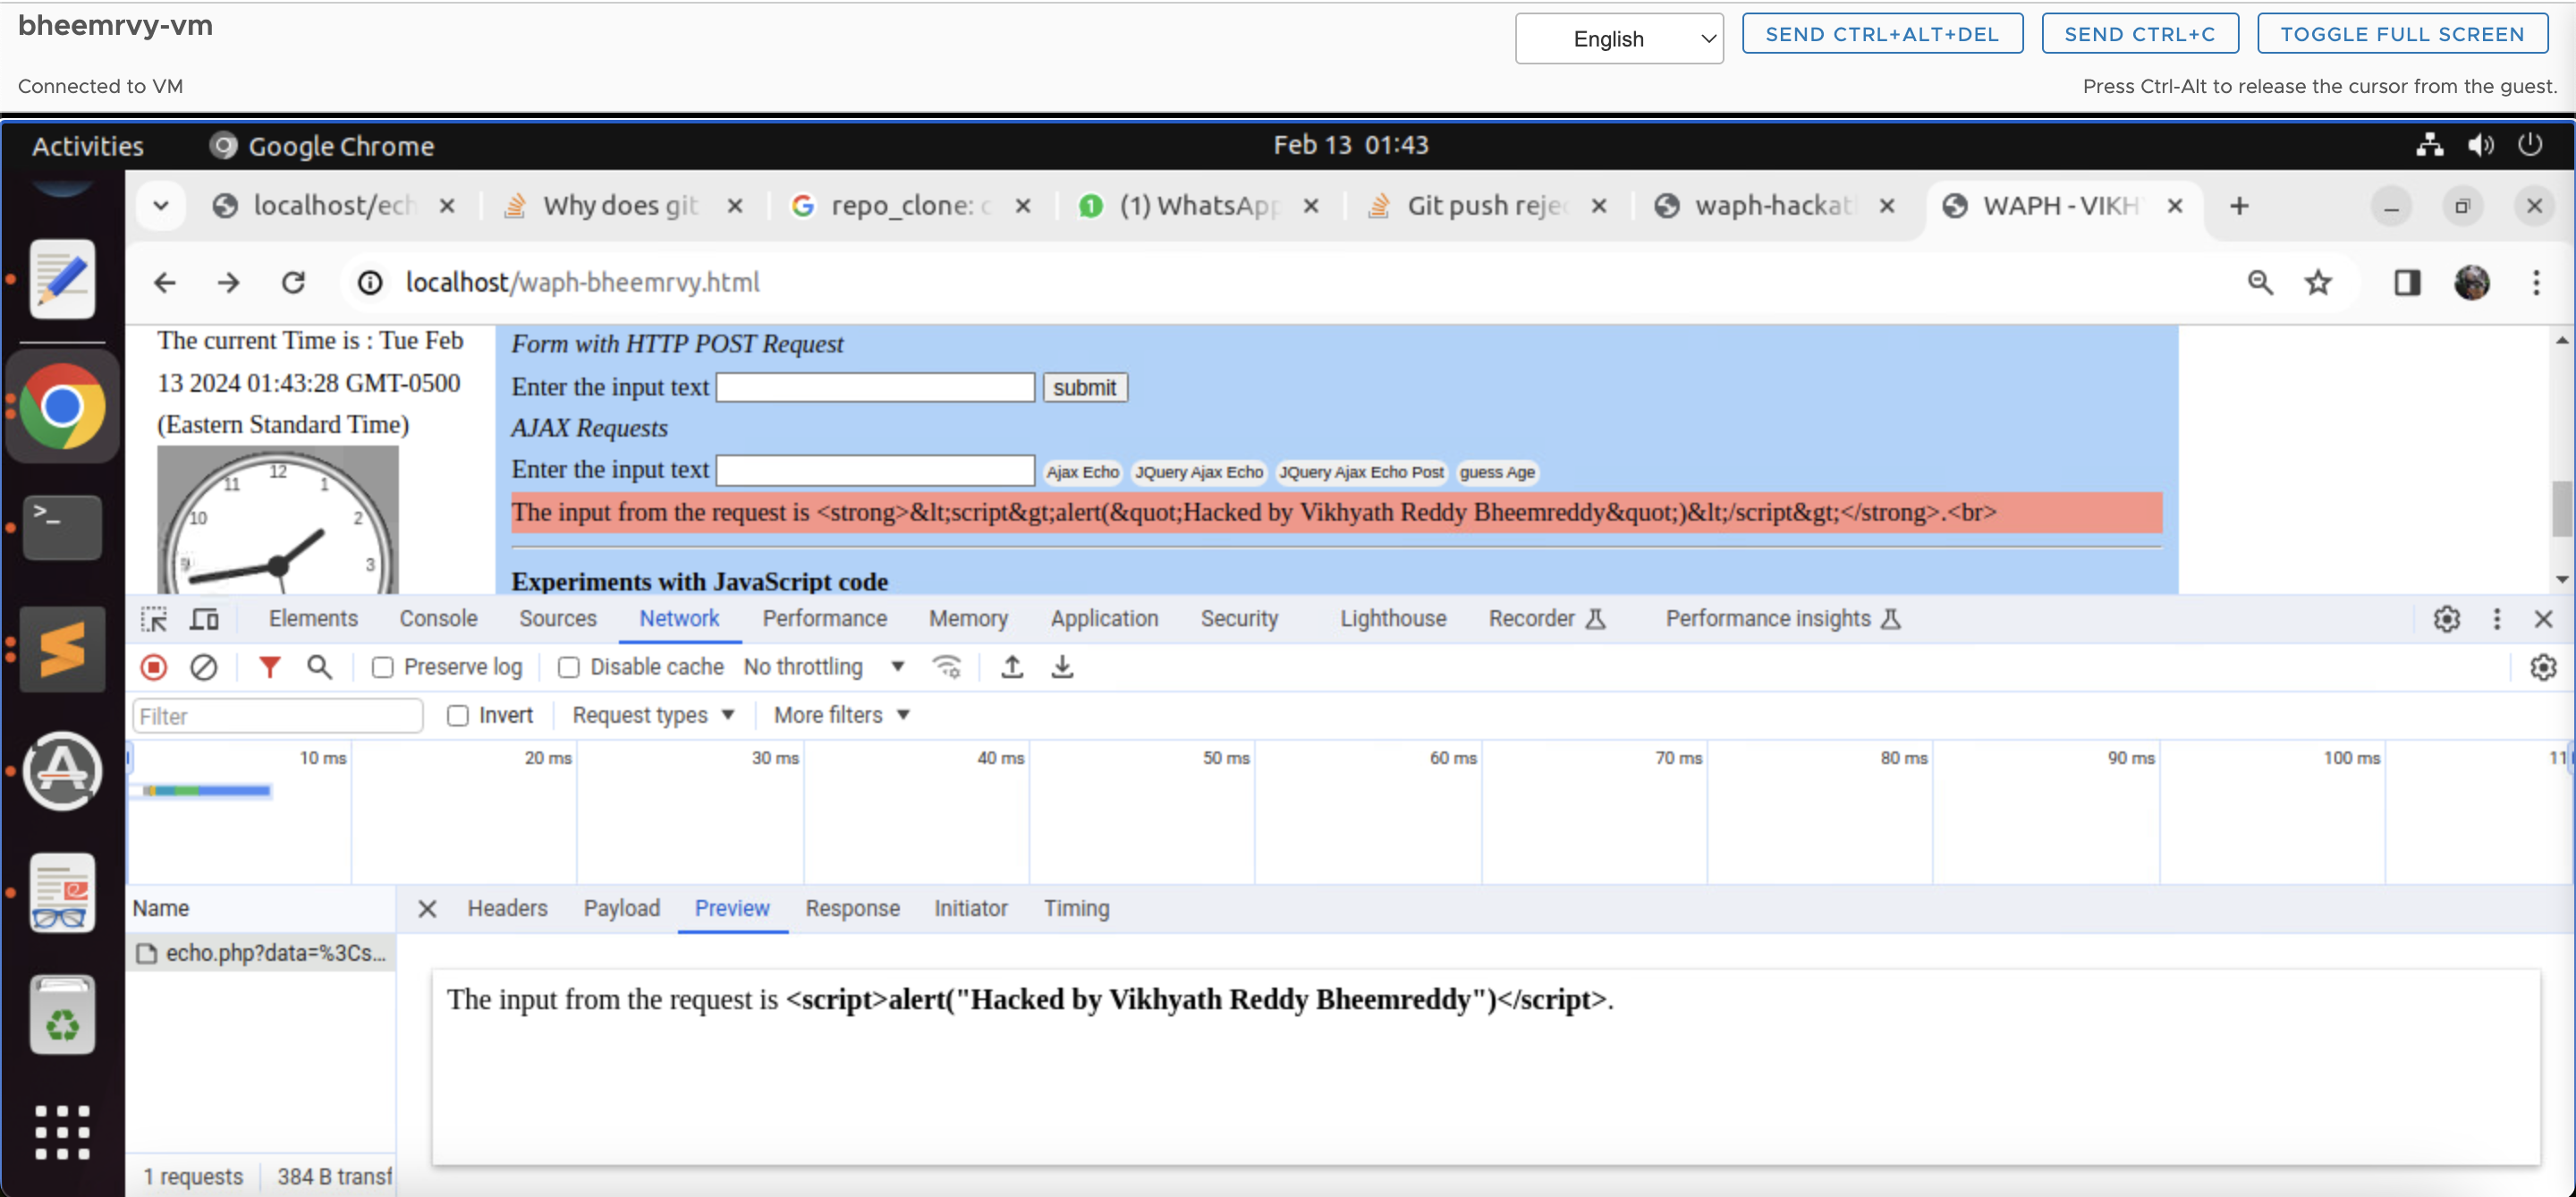 bheemrvy-vm
English
SEND CTRL+ALT+DEL
SEND CTRL+C
TOGGLE FULL SCREEN
Connected to VM
Press Ctrl-Alt to release the cursor from the guest.
Activities
Google Chrome
Feb 13 01:43
localhost/ech
Why does git
repo_clone: c
(1) WhatsApp
Git push rejec
waph-hackat
WAPH - VIKH
localhost/waph-bheemrvy.html
The current Time is : Tue Feb
13 2024 01:43:28 GMT-0500
(Eastern Standard Time)
12
11
1
10
2
9
3
Form with HTTP POST Request
Enter the input text
submit
AJAX Requests
Enter the input text
Ajax Echo
JQuery Ajax Echo
JQuery Ajax Echo Post
guess Age
The input from the request is <strong>&lt;script&gt;alert(&quot;Hacked by Vikhyath Reddy Bheemreddy&quot;)&lt;/script&gt;</strong>.<br>
Experiments with JavaScript code
Elements
Console
Sources
Network
Performance
Memory
Application
Security
Lighthouse
Recorder
Performance insights
Preserve log
Disable cache
No throttling
Filter
Invert
Request types
More filters
10 ms
20 ms
30 ms
40 ms
50 ms
60 ms
70 ms
80 ms
90 ms
100 ms
11
Name
Headers
Payload
Preview
Response
Initiator
Timing
echo.php?data=%3Cs...
The input from the request is <script>alert("Hacked by Vikhyath Reddy Bheemreddy")</script>.
1 requests
384 B transf